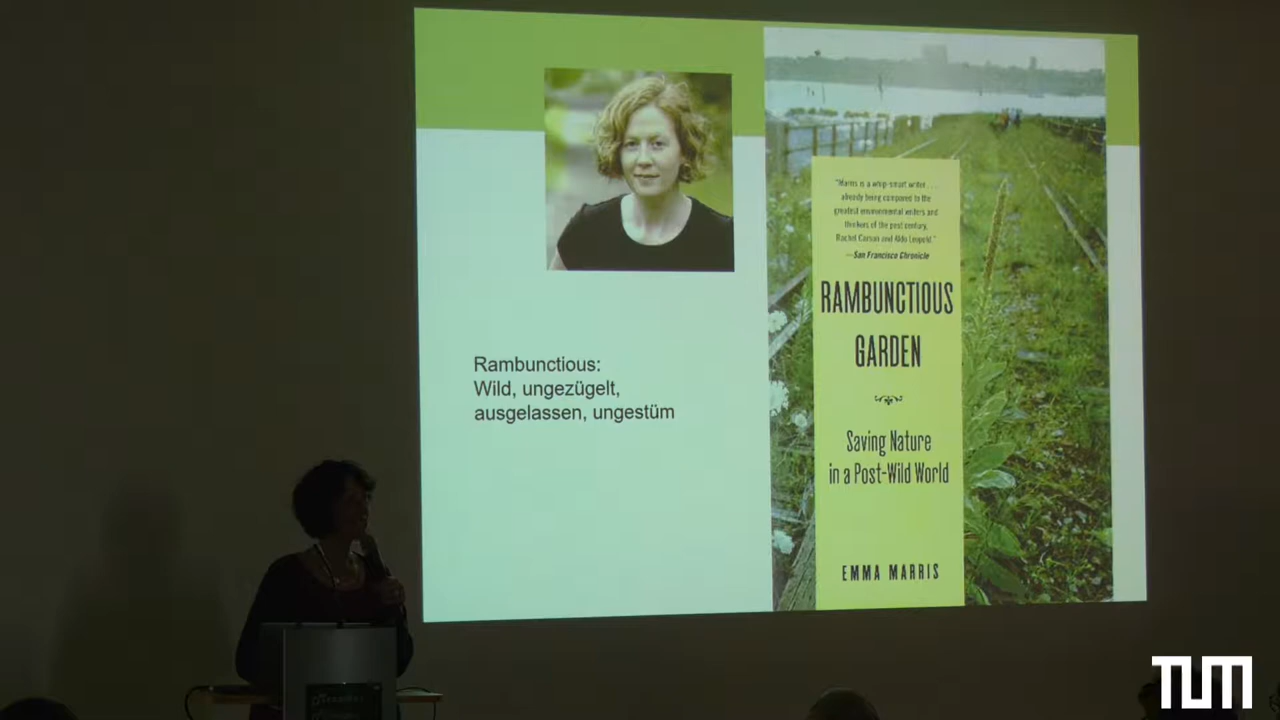 "Marris is a whip-smart writer . . .
already being compared to the
greatest environmental writers and
thinkers of the past century,
Rachel Carson and Aldo Leopold."
—San Francisco Chronicle
RAMBUNCTIOUS
GARDEN
Saving Nature
in a Post-Wild World
EMMA MARRIS
Rambunctious:
Wild, ungezügelt,
ausgelassen, ungestüm
TUM